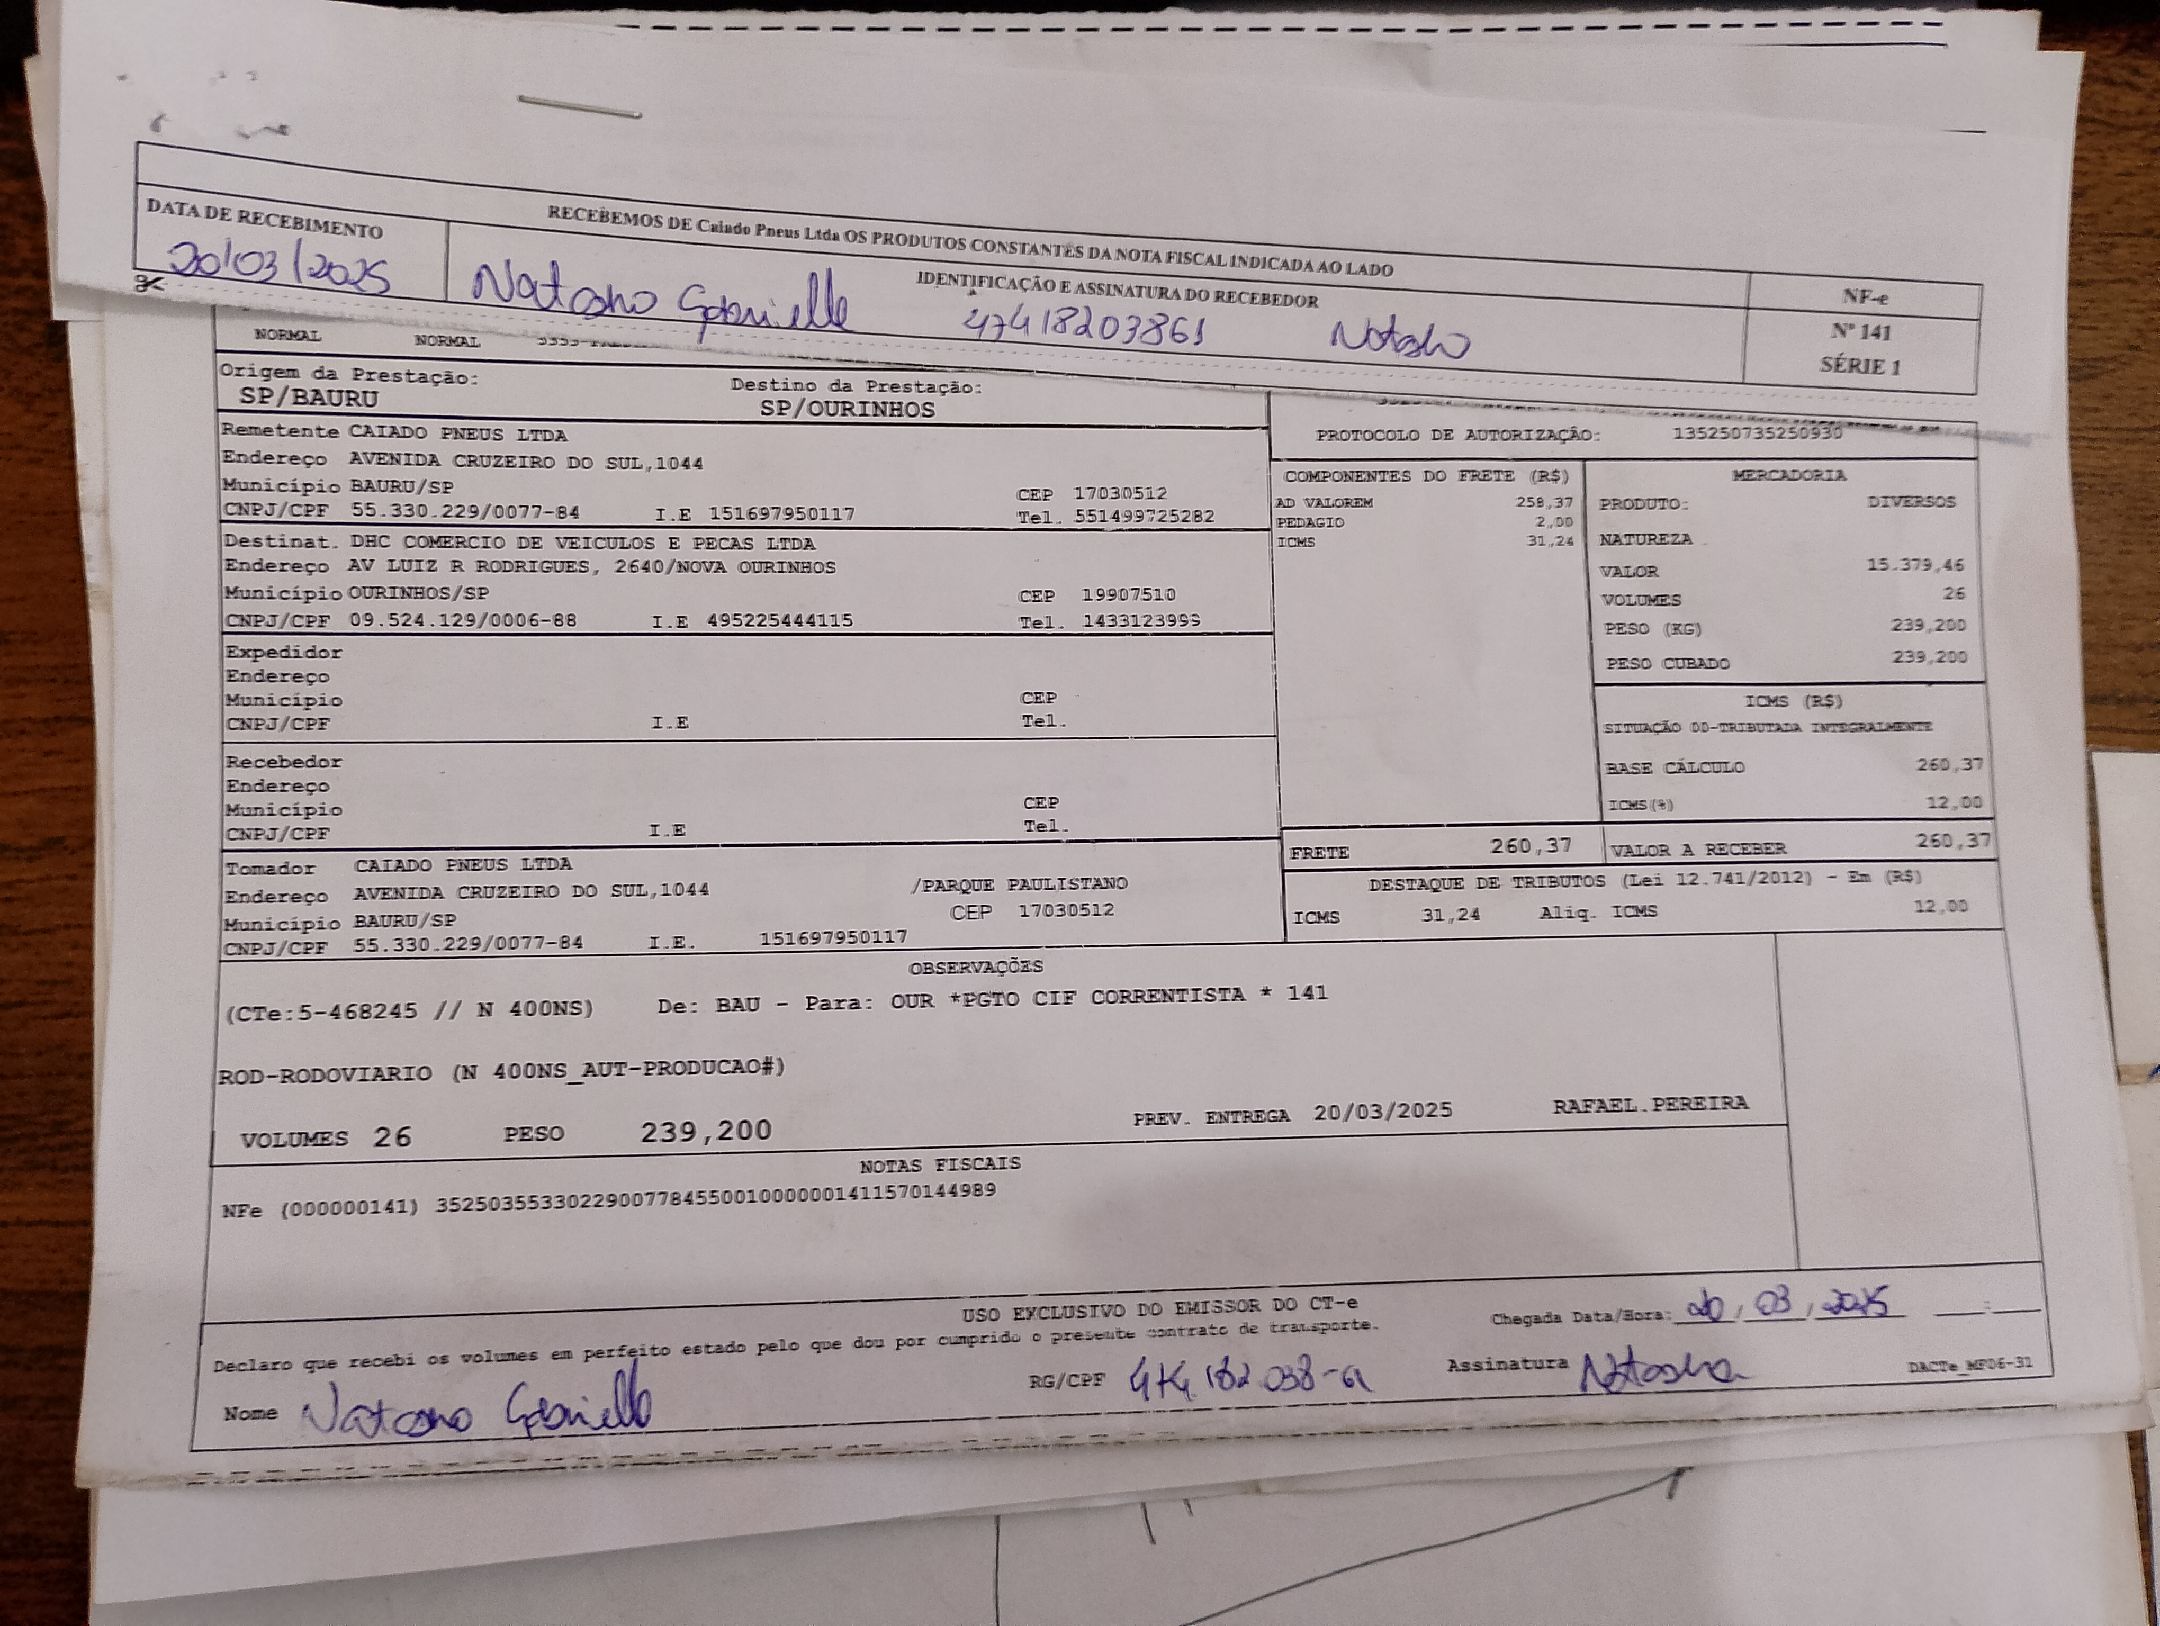 RECEBEMOS DE Caiado Pneus Ltda OS PRODUTOS CONSTANTES DA NOTA FISCAL INDICADA AO LADO
DATA DE RECEBIMENTO
20/03/2025
IDENTIFICAÇÃO E ASSINATURA DO RECEBEDOR
Natasha Gabrielle 47418203861 Natasha
NF-e
Nº 141
SÉRIE 1
NORMAL NORMAL
Origem da Prestação: Destino da Prestação:
SP/BAURU SP/OURINHOS
Remetente CAIADO PNEUS LTDA
Endereço AVENIDA CRUZEIRO DO SUL,1044
Município BAURU/SP CEP 17030512
CNPJ/CPF 55.330.229/0077-84 I.E 151697950117 Tel. 551499725282
Destinat. DHC COMERCIO DE VEICULOS E PECAS LTDA
Endereço AV LUIZ R RODRIGUES, 2640/NOVA OURINHOS
Município OURINHOS/SP CEP 19907510
CNPJ/CPF 09.524.129/0006-88 I.E 495225444115 Tel. 1433123999
Expedidor
Endereço
Município CEP
CNPJ/CPF I.E Tel.
Recebedor
Endereço
Município CEP
CNPJ/CPF I.E Tel.
Tomador CAIADO PNEUS LTDA
Endereço AVENIDA CRUZEIRO DO SUL,1044 /PARQUE PAULISTANO
Município BAURU/SP CEP 17030512
CNPJ/CPF 55.330.229/0077-84 I.E. 151697950117
PROTOCOLO DE AUTORIZAÇÃO: 135250735250930
COMPONENTES DO FRETE (R$)
AD VALOREM 258,37
PEDAGIO 2,00
ICMS 31,24
MERCADORIA
PRODUTO: DIVERSOS
NATUREZA
VALOR 15.379,46
VOLUMES 26
PESO (KG) 239,200
PESO CUBADO 239,200
ICMS (R$)
SITUAÇÃO 00-TRIBUTADA INTEGRALMENTE
BASE CÁLCULO 260,37
ICMS(%) 12,00
FRETE 260,37 VALOR A RECEBER 260,37
DESTAQUE DE TRIBUTOS (Lei 12.741/2012) - Em (R$)
ICMS 31,24 Aliq. ICMS 12,00
OBSERVAÇÕES
(CTe:5-468245 // N 400NS) De: BAU - Para: OUR *PGTO CIF CORRENTISTA * 141
ROD-RODOVIARIO (N 400NS_AUT-PRODUCAO#)
VOLUMES 26 PESO 239,200 PREV. ENTREGA 20/03/2025 RAFAEL.PEREIRA
NOTAS FISCAIS
NFe (000000141) 35250355330229007784550010000001411570144989
USO EXCLUSIVO DO EMISSOR DO CT-e
Declaro que recebi os volumes em perfeito estado pelo que dou por cumprido o presente contrato de transporte. Chegada Data/Hora: 20/03/2025 __:__
Nome Natasha Gabrielle RG/CPF 474.182.038-61 Assinatura Natasha DACTe_MF06-31